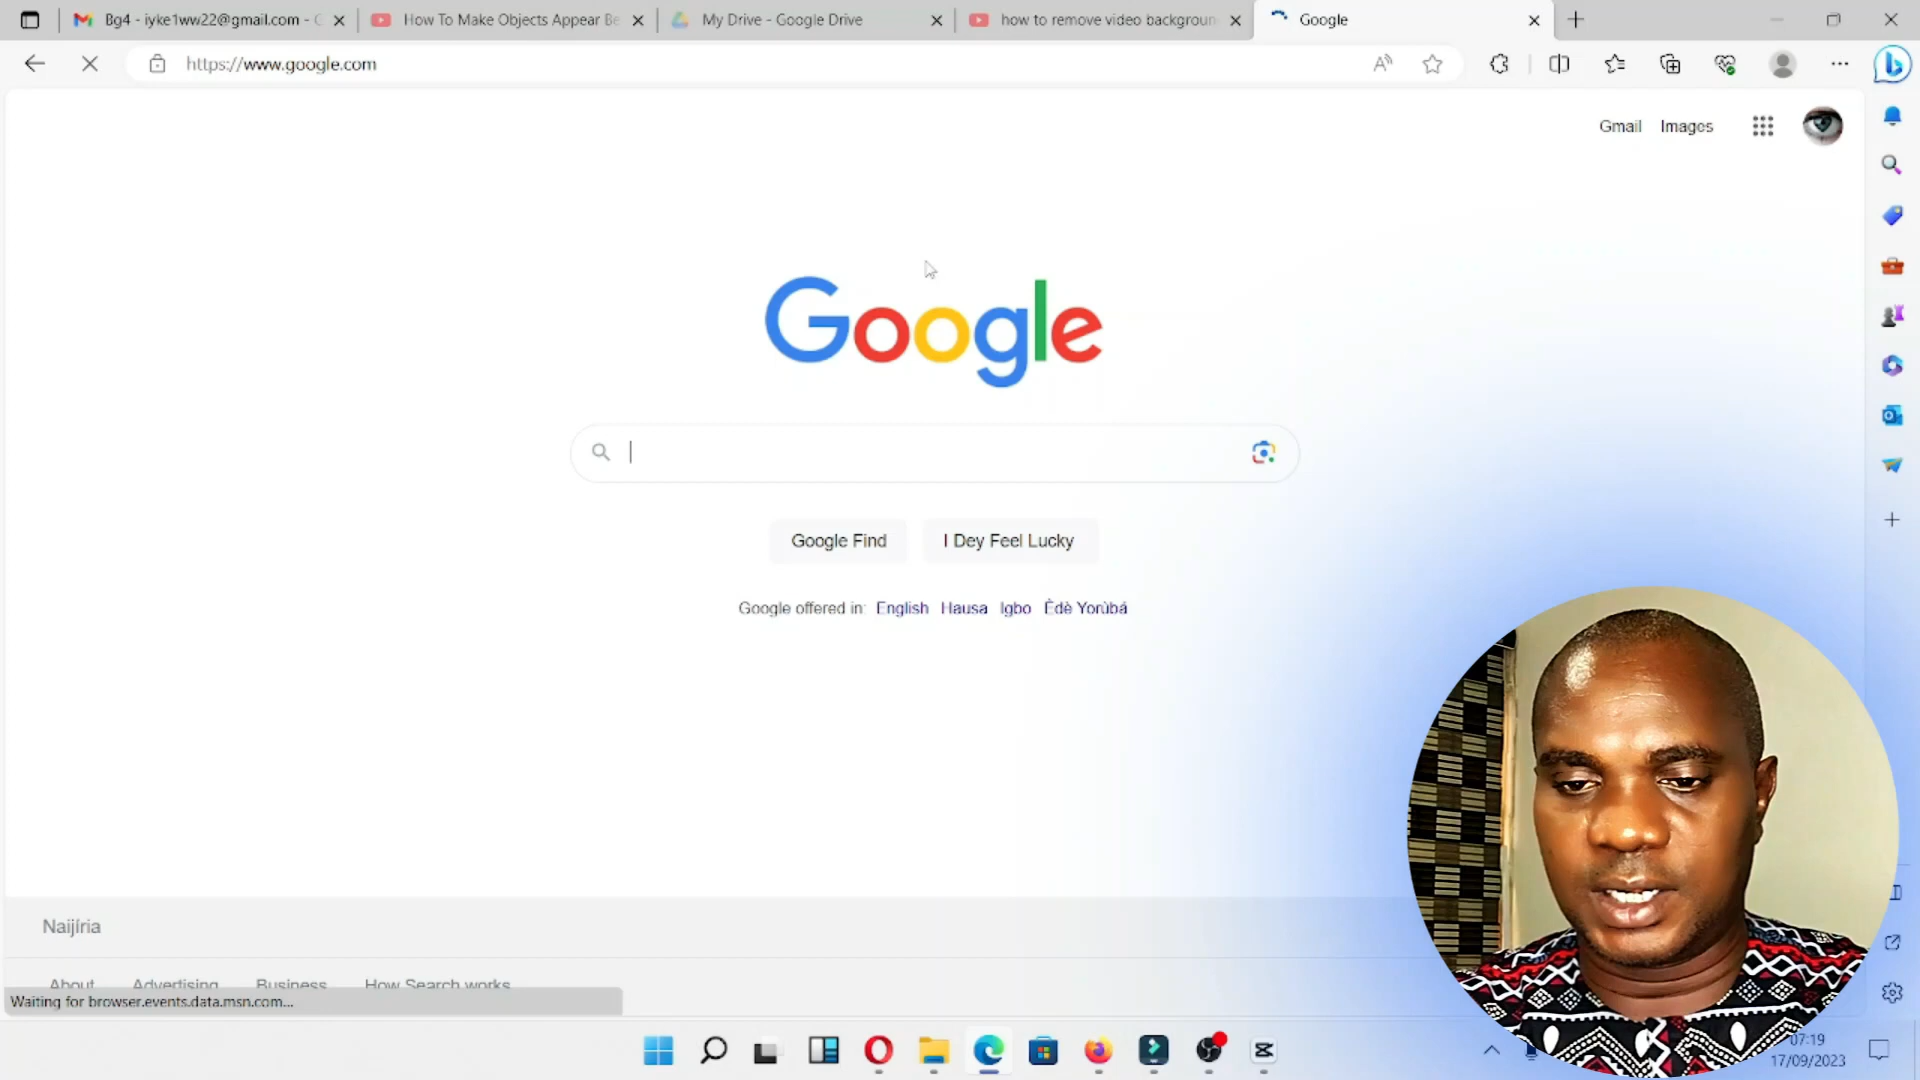 Bg4 - iyke1ww22@gmail.com - G
How To Make Objects Appear Be
My Drive - Google Drive
how to remove video backgroun
Google
https://www.google.com
Gmail
Images
Google
Google Find
I Dey Feel Lucky
Google offered in: English Hausa Igbo Èdè Yorùbá
Naijíria
About
Advertising
Business
How Search works
Waiting for browser.events.data.msn.com...
07:19
17/09/2023